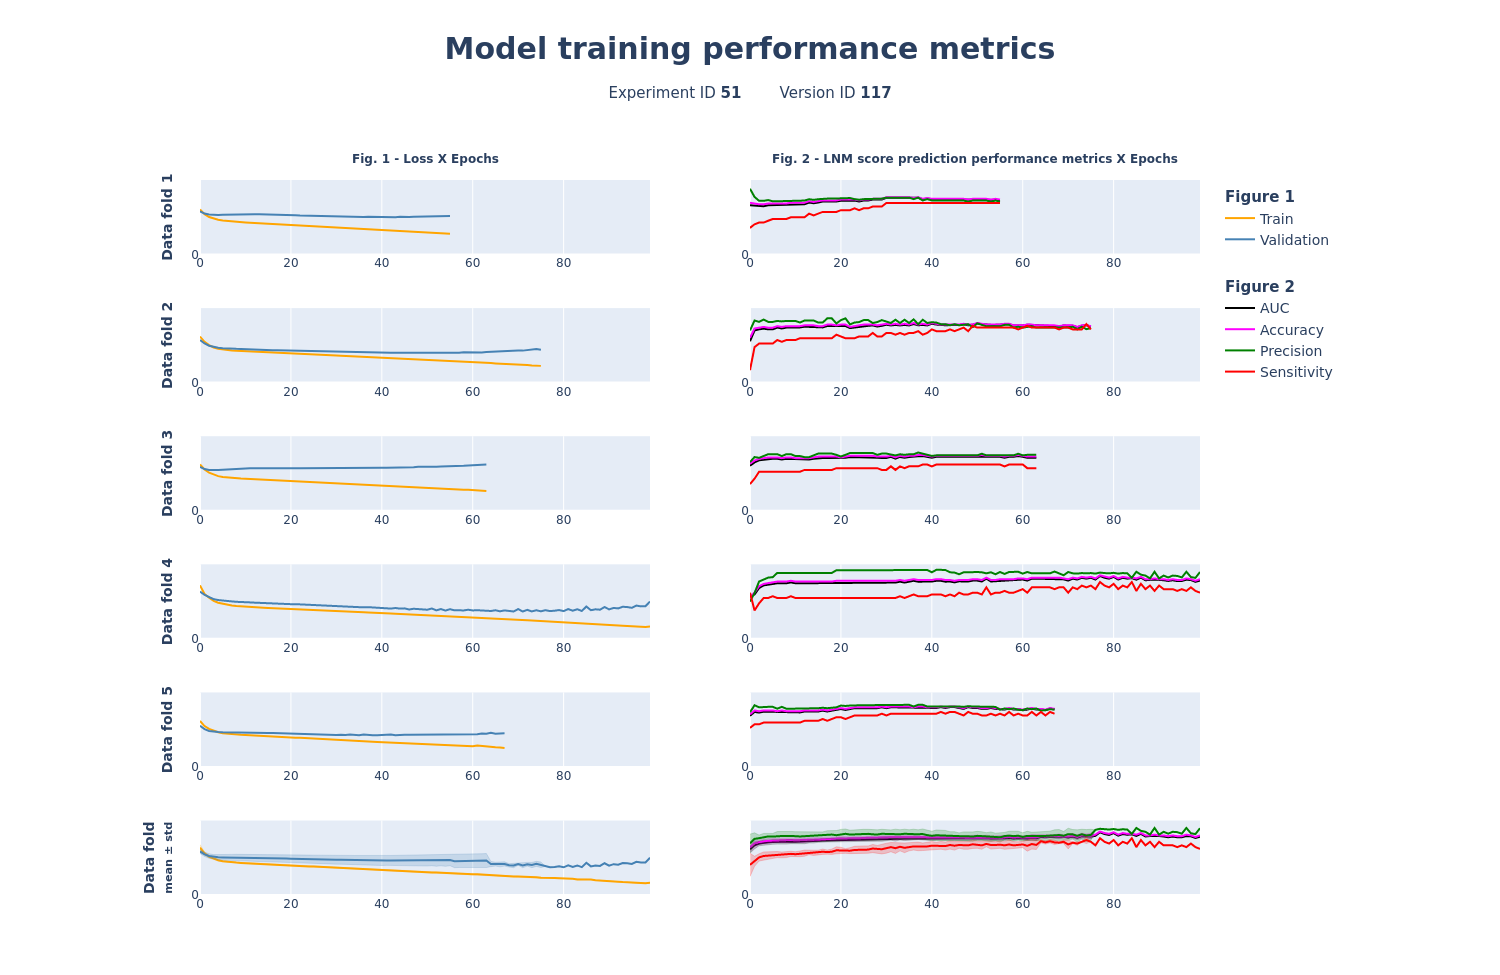 Model training performance metrics
Experiment ID 51 Version ID 117
Fig. 1 - Loss X Epochs
Fig. 2 - LNM score prediction performance metrics X Epochs
Data fold 1
0
0 20 40 60 80
0
0 20 40 60 80
Figure 1
Train
Validation
Figure 2
AUC
Accuracy
Precision
Sensitivity
Data fold 2
0
0 20 40 60 80
0
0 20 40 60 80
Data fold 3
0
0 20 40 60 80
0
0 20 40 60 80
Data fold 4
0
0 20 40 60 80
0
0 20 40 60 80
Data fold 5
0
0 20 40 60 80
0
0 20 40 60 80
Data fold
mean ± std
0
0 20 40 60 80
0
0 20 40 60 80